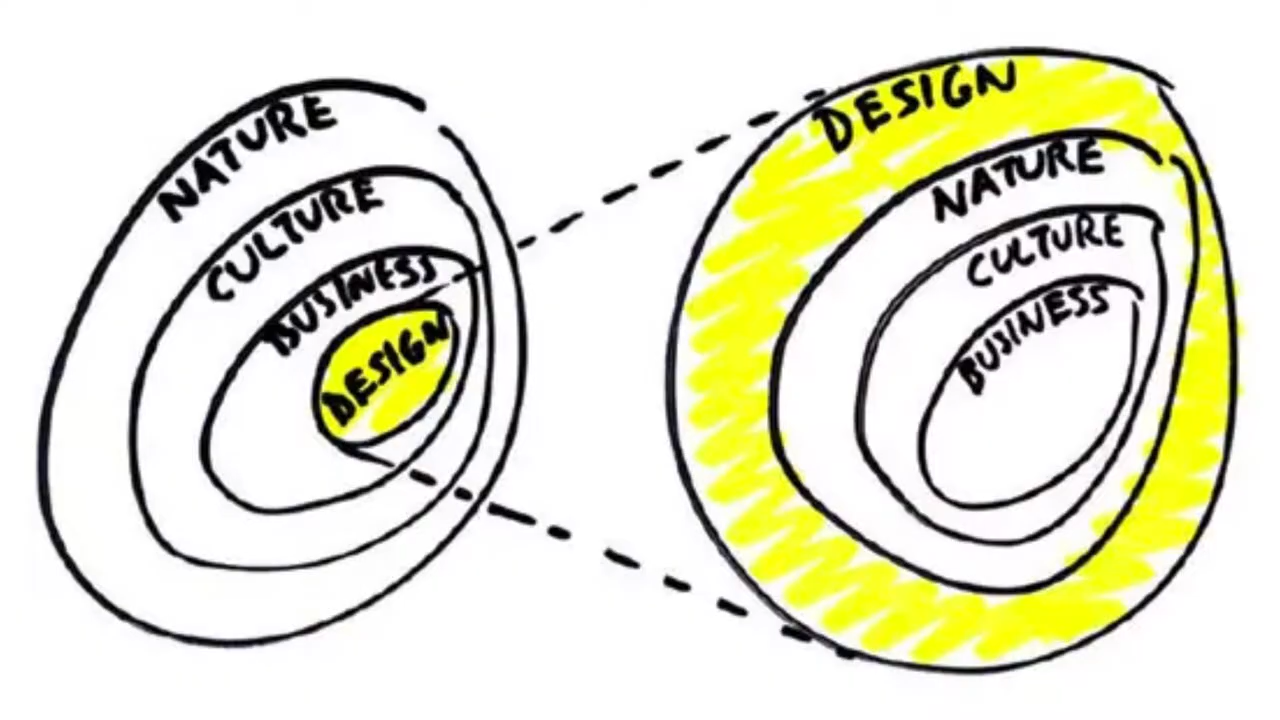 NATURE
CULTURE
BUSINESS
DESIGN
DESIGN
NATURE
CULTURE
BUSINESS